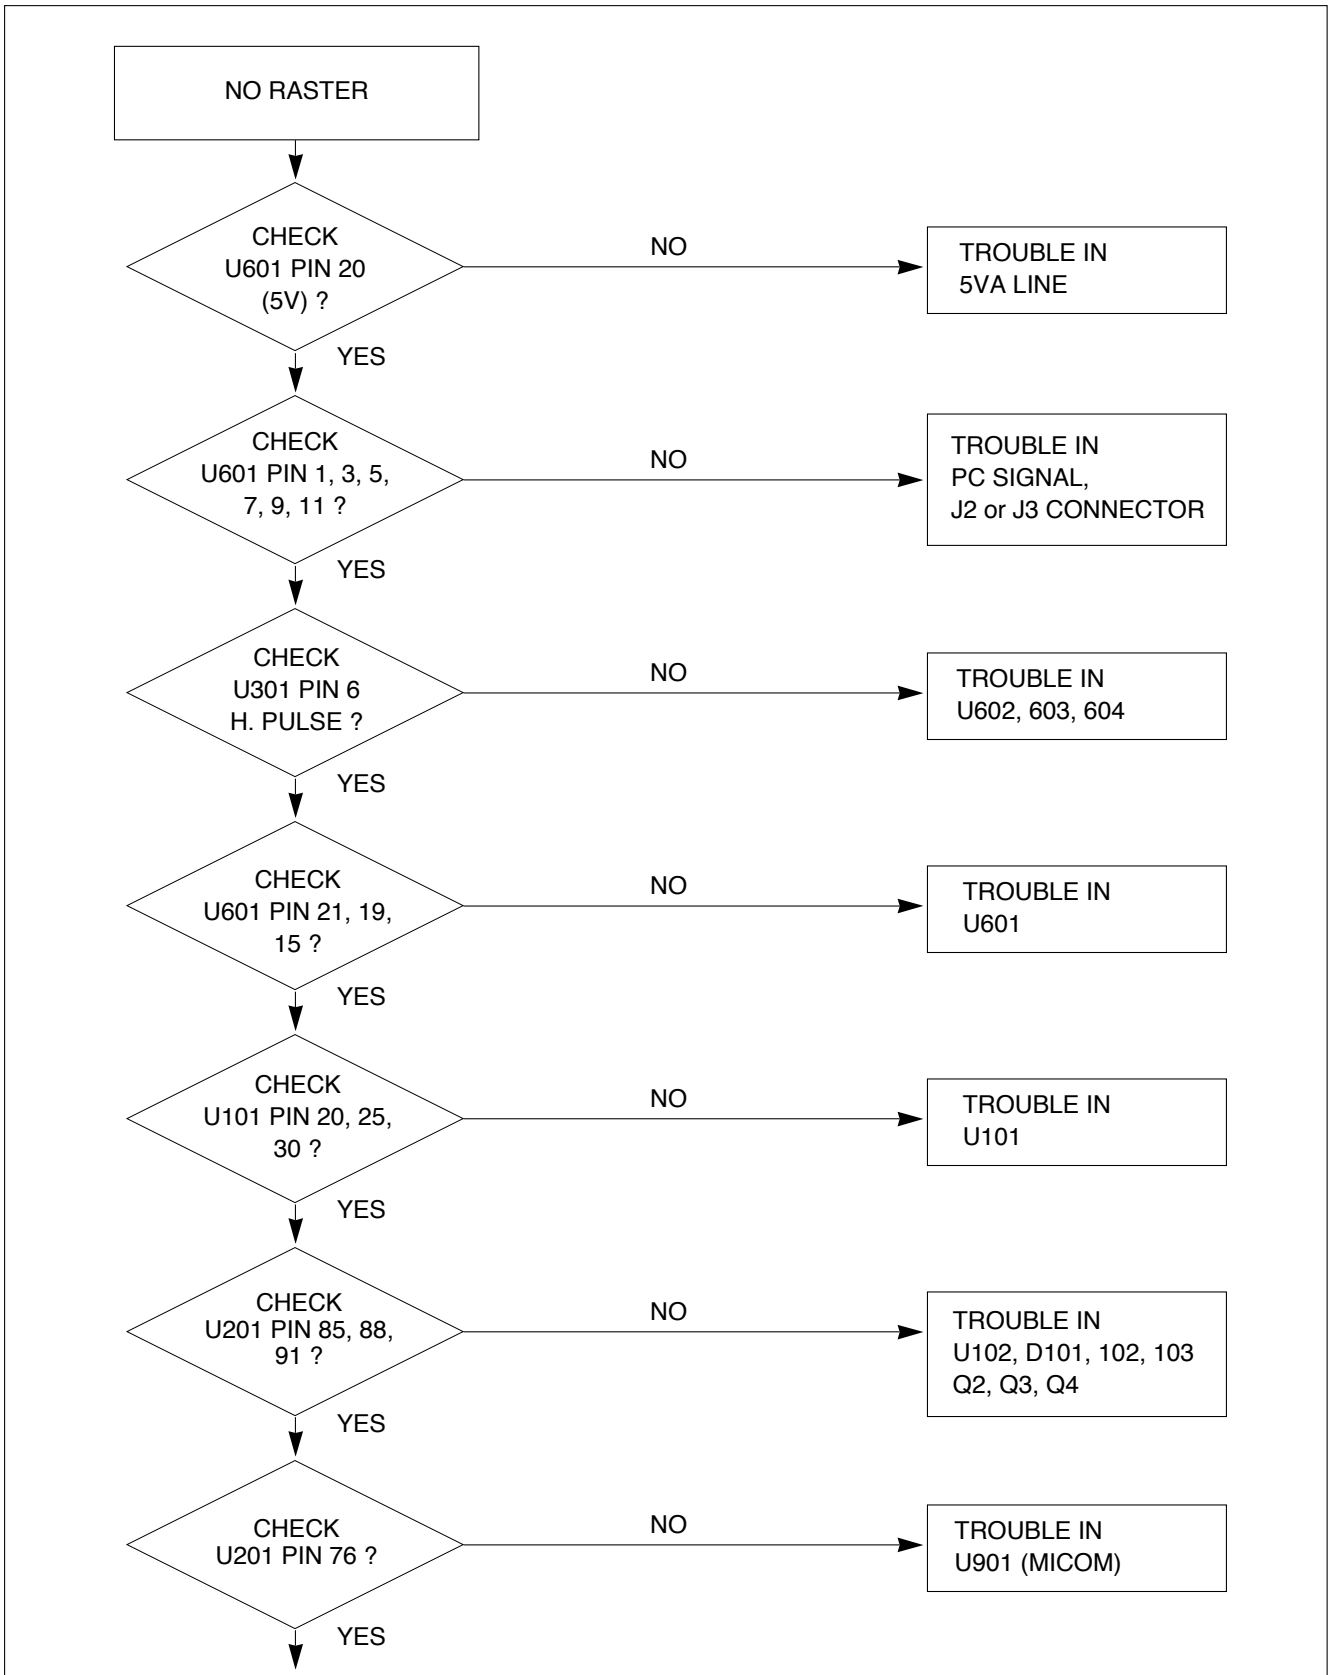 NO RASTER
CHECK
U601 PIN 20
(5V) ?
NO
TROUBLE IN
5VA LINE
YES
CHECK
U601 PIN 1, 3, 5,
7, 9, 11 ?
NO
TROUBLE IN
PC SIGNAL,
J2 or J3 CONNECTOR
YES
CHECK
U301 PIN 6
H. PULSE ?
NO
TROUBLE IN
U602, 603, 604
YES
CHECK
U601 PIN 21, 19,
15 ?
NO
TROUBLE IN
U601
YES
CHECK
U101 PIN 20, 25,
30 ?
NO
TROUBLE IN
U101
YES
CHECK
U201 PIN 85, 88,
91 ?
NO
TROUBLE IN
U102, D101, 102, 103
Q2, Q3, Q4
YES
CHECK
U201 PIN 76 ?
NO
TROUBLE IN
U901 (MICOM)
YES